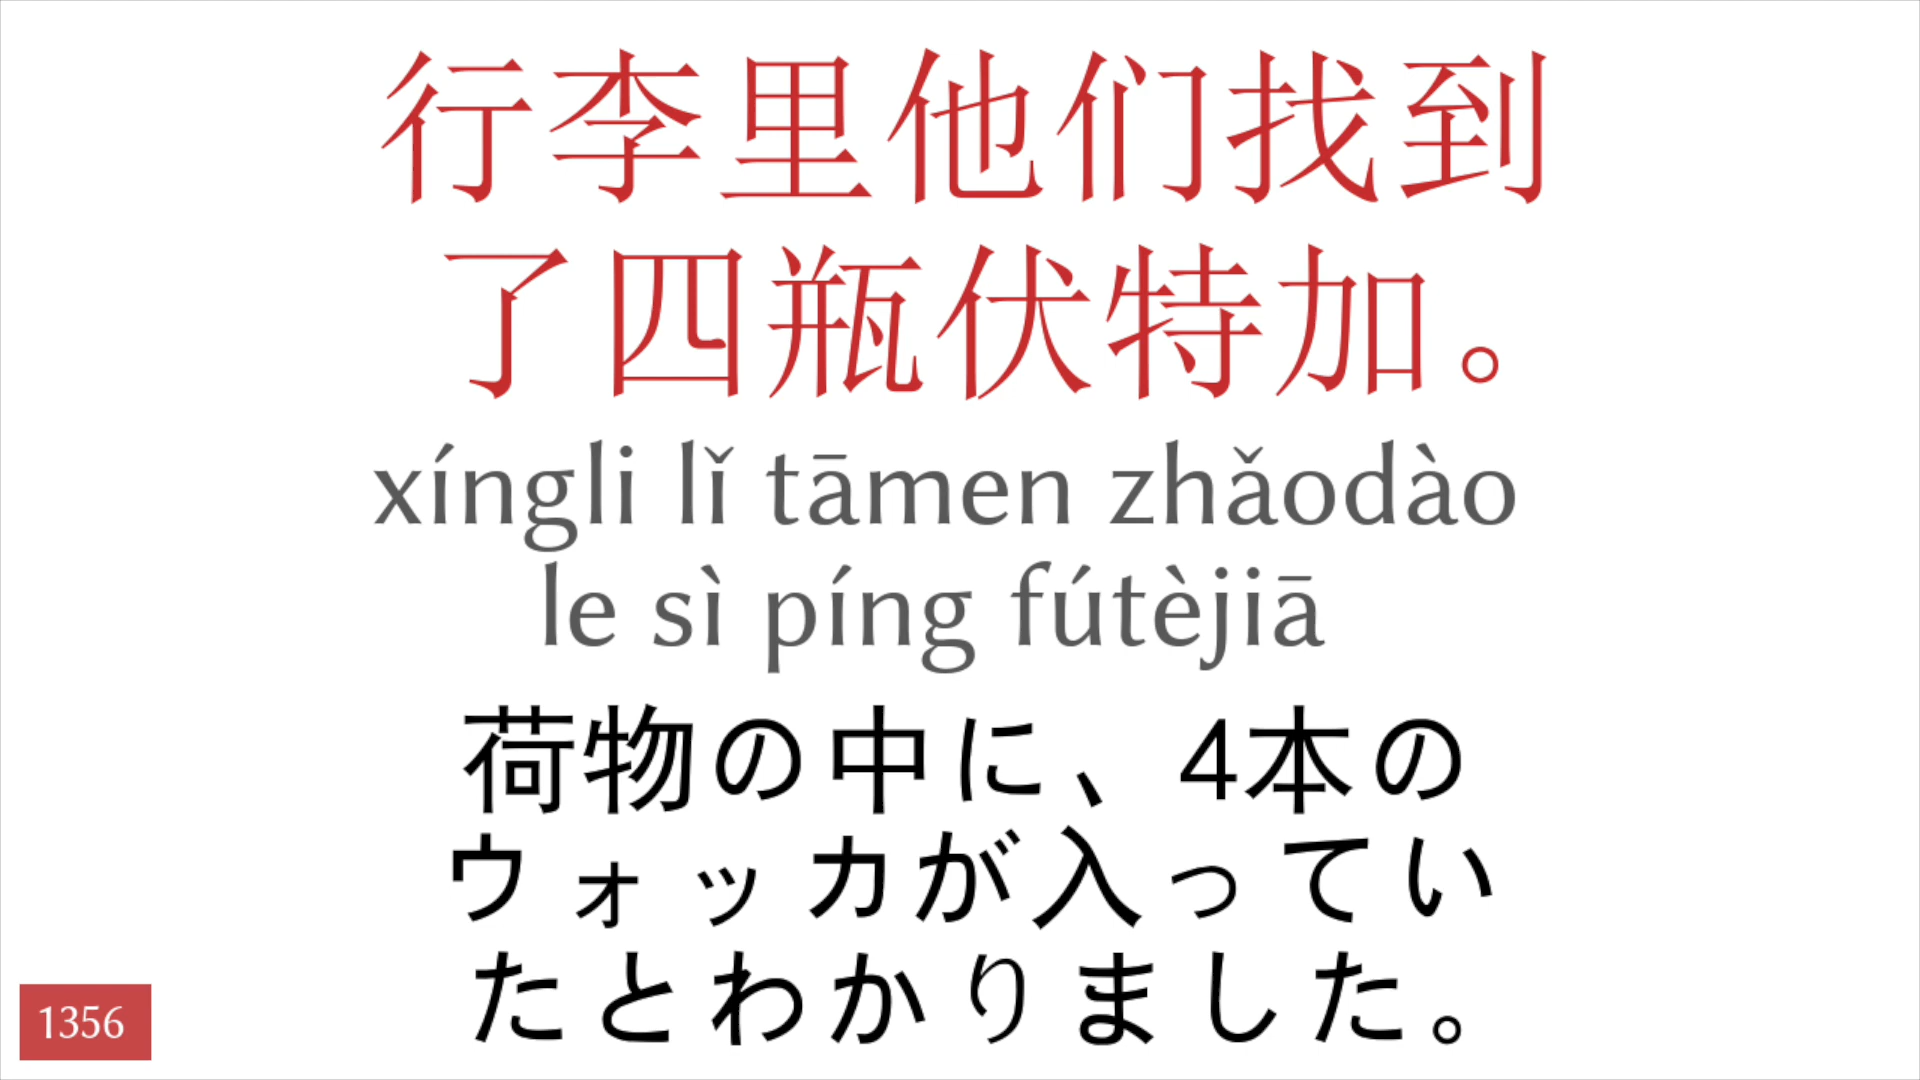 行李里他们找到
了四瓶伏特加。
xíngli lǐ tāmen zhǎodào
le sì píng fútèjiā
荷物の中に、4本の
ウォッカが入ってい
たとわかりました。
1356